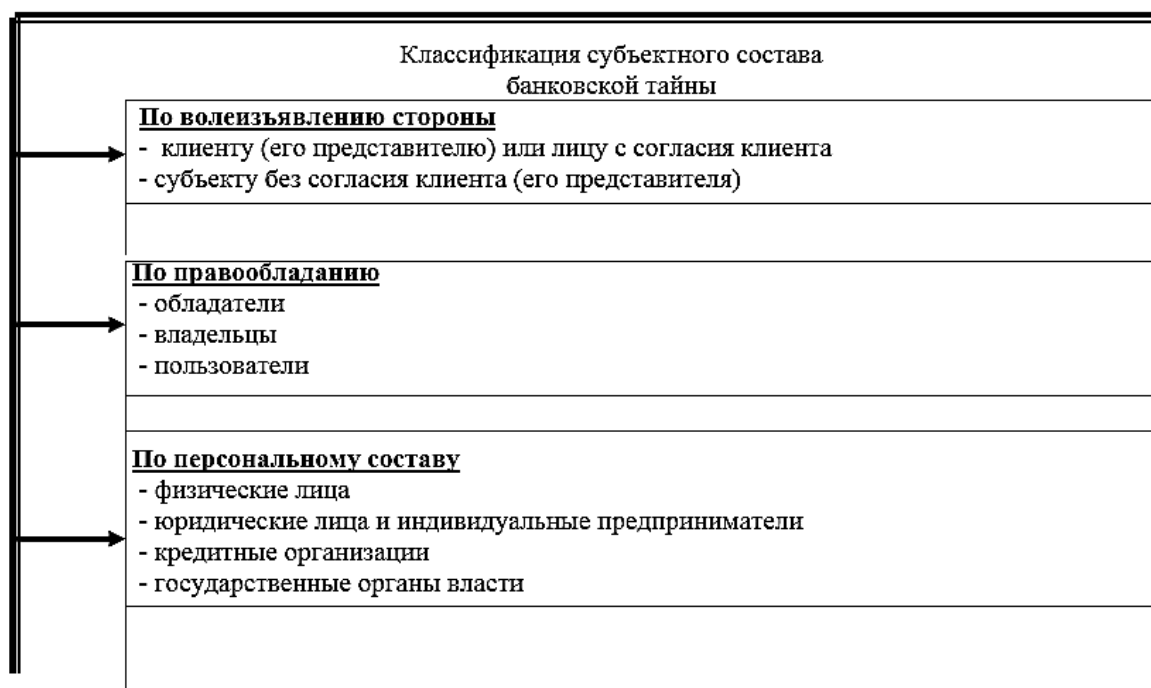 Классификация субъектного состава
банковской тайны
По волеизъявлению стороны
- клиенту (его представителю) или лицу с согласия клиента
- субъекту без согласия клиента (его представителя)
По правообладанию
- обладатели
- владельцы
- пользователи
По персональному составу
- физические лица
- юридические лица и индивидуальные предприниматели
- кредитные организации
- государственные органы власти